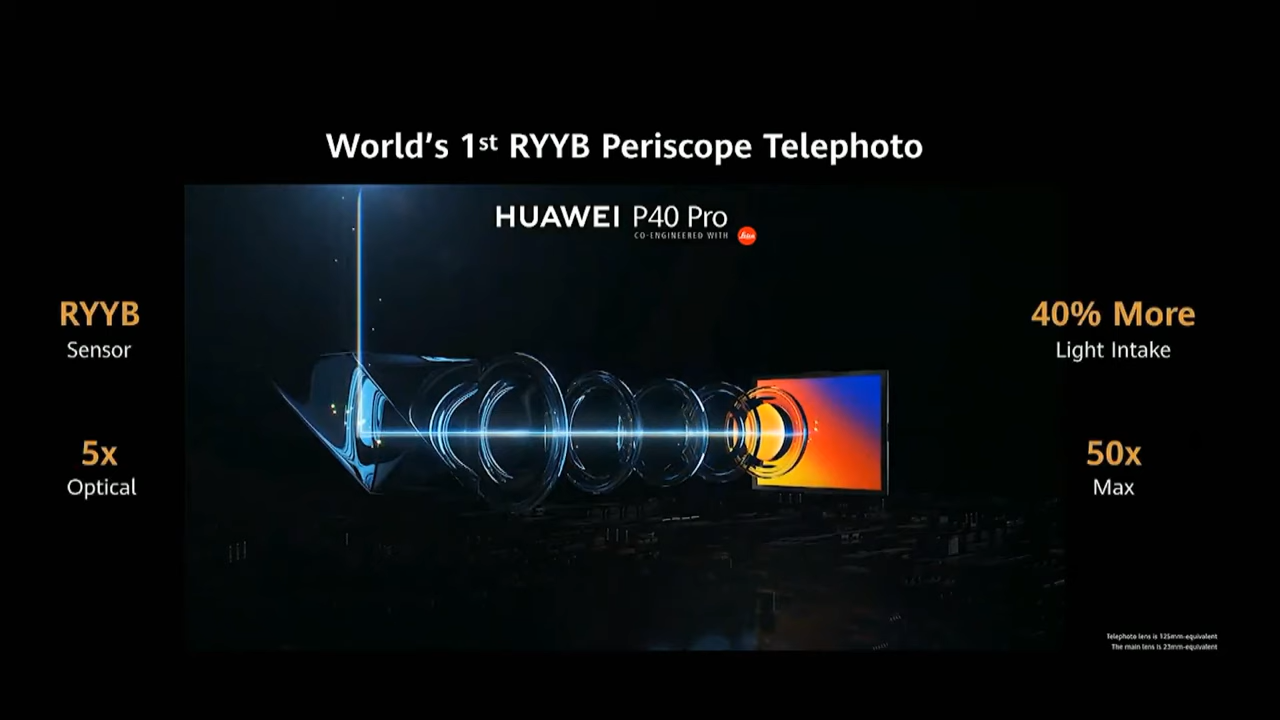 World's 1st RYYB Periscope Telephoto
HUAWEI P40 Pro
CO-ENGINEERED WITH Leica
RYYB
Sensor
5x
Optical
40% More
Light Intake
50x
Max
Telephoto lens is 125mm-equivalent
The main lens is 23mm-equivalent